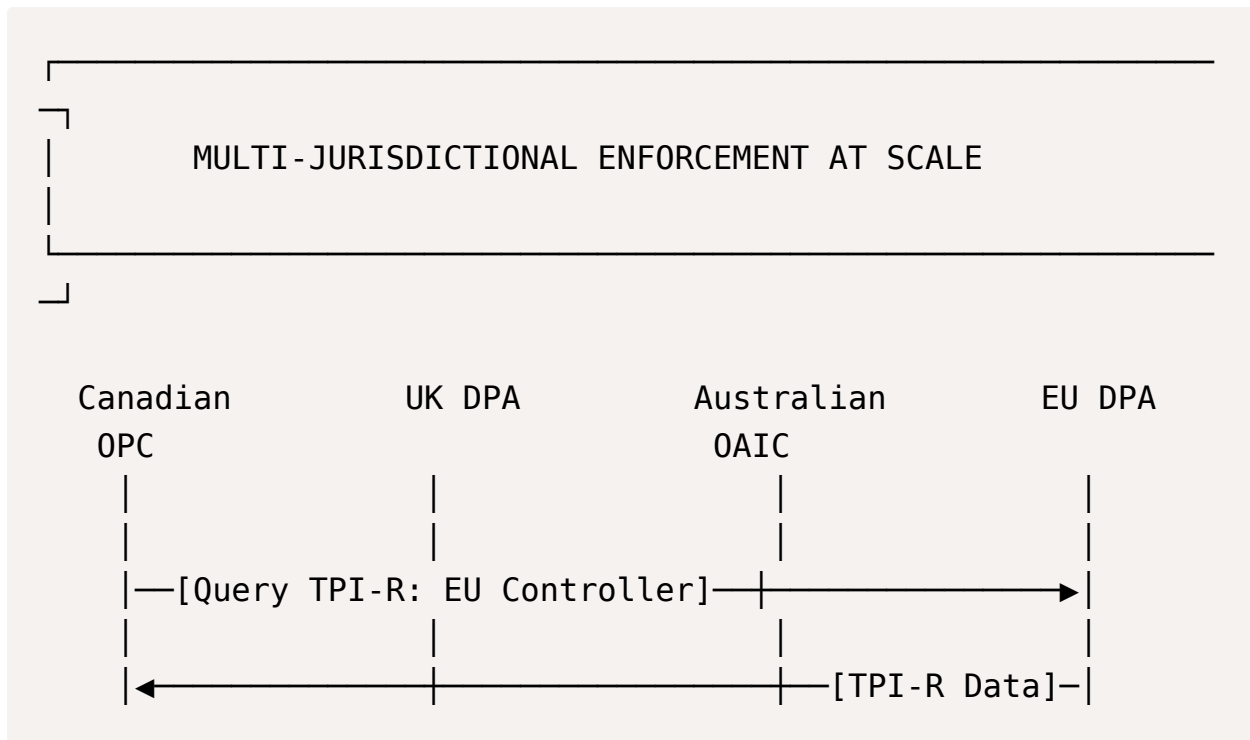 MULTI-JURISDICTIONAL ENFORCEMENT AT SCALE
Canadian UK DPA Australian EU DPA
OPC OAIC
[Query TPI-R: EU Controller]
[TPI-R Data]